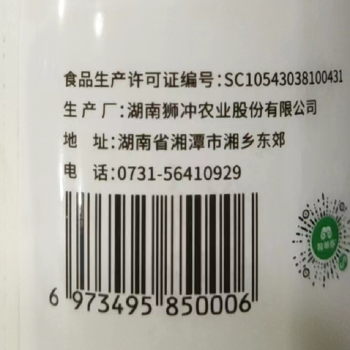 食品生产许可证编号:SC10543038100431
生 产 厂:湖南狮冲农业股份有限公司
地 址:湖南省湘潭市湘乡东郊
电 话:0731-56410929
6 973495 850006